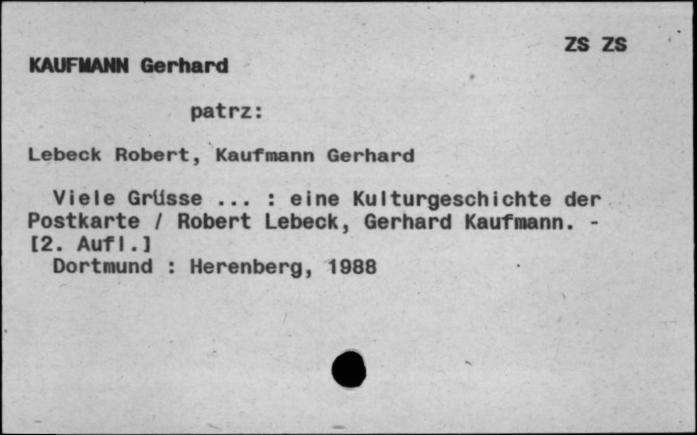 ZS ZS
KAUFMANN Gerhard
patrz:
Lebeck Robert, Kaufmann Gerhard
Viele Grüsse ... : eine Kulturgeschichte der
Postkarte / Robert Lebeck, Gerhard Kaufmann. -
[2. Aufl.]
Dortmund : Herenberg, 1988